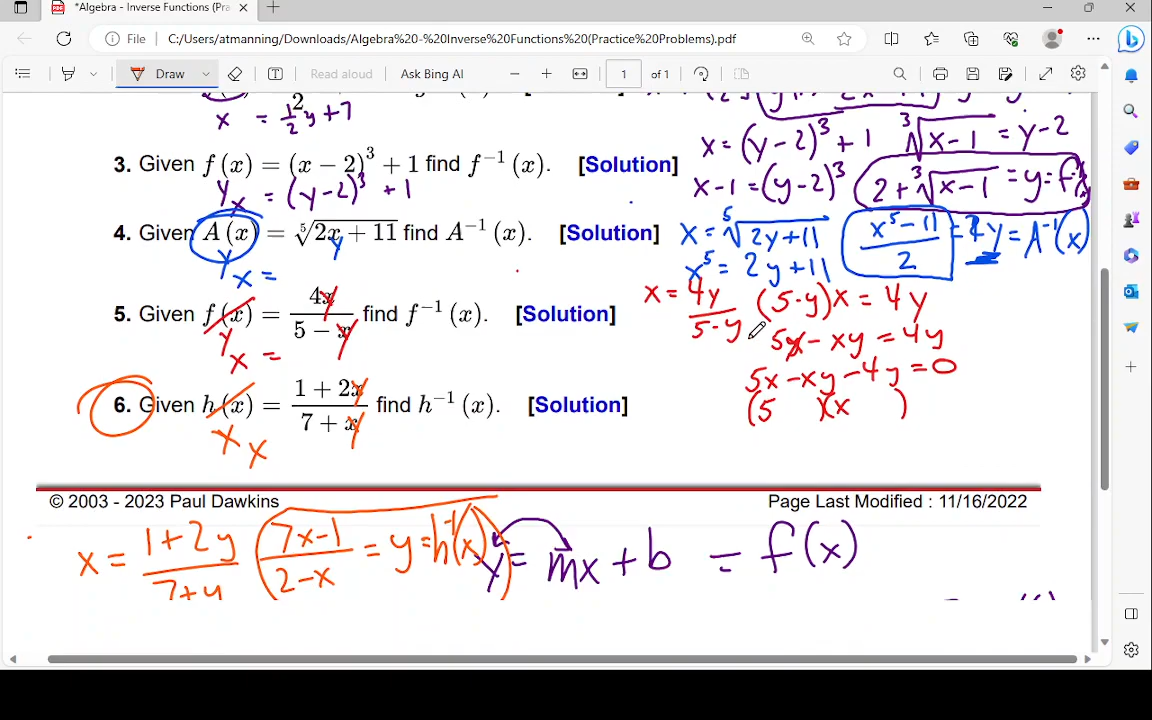 *Algebra - Inverse Functions (Pra
File C:/Users/atmanning/Downloads/Algebra%20-%20Inverse%20Functions%20(Practice%20Problems).pdf
Draw Read aloud Ask Bing AI 1 of 1
x = 1/2 y + 7
3. Given f(x) = (x − 2)³ + 1 find f⁻¹(x). [Solution]
y x = (y-2)³ + 1
x = (y-2)³ + 1 ³√x-1 = y-2
x-1 = (y-2)³ 2 + ³√x-1 = y = f
4. Given A(x) = ⁵√2x + 11 find A⁻¹(x). [Solution]
y y
x =
x = ⁵√2y+11 x⁵-11 / 2 = y = A⁻¹(x)
x⁵ = 2y+11
5. Given f(x) = 4x / 5 − x find f⁻¹(x). [Solution]
y y y
x =
x = 4y / 5-y (5-y)x = 4y
5x - xy = 4y
5x - xy - 4y = 0
(5 )(x )
6. Given h(x) = 1 + 2x / 7 + x find h⁻¹(x). [Solution]
y y
x
© 2003 - 2023 Paul Dawkins Page Last Modified : 11/16/2022
x = 1+2y / 7+y 7x-1 / 2-x = y = h⁻¹(x) y = mx + b = f(x)